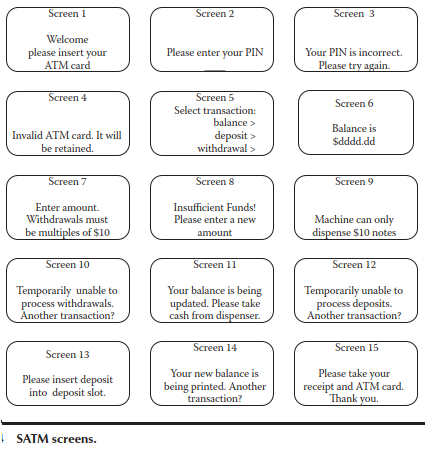 Screen 1
Welcome
please insert your
ATM card
Screen 2
Please enter your PIN
Screen 3
Your PIN is incorrect.
Please try again.
Screen 4
Invalid ATM card. It will
be retained.
Screen 5
Select transaction:
balance >
deposit >
withdrawal >
Screen 6
Balance is
$dddd.dd
Screen 7
Enter amount.
Withdrawals must
be multiples of $10
Screen 8
Insufficient Funds!
Please enter a new
amount
Screen 9
Machine can only
dispense $10 notes
Screen 10
Temporarily unable to
process withdrawals.
Another transaction?
Screen 11
Your balance is being
updated. Please take
cash from dispenser.
Screen 12
Temporarily unable to
process deposits.
Another transaction?
Screen 13
Please insert deposit
into deposit slot.
Screen 14
Your new balance is
being printed. Another
transaction?
Screen 15
Please take your
receipt and ATM card.
Thank you.
SATM screens.